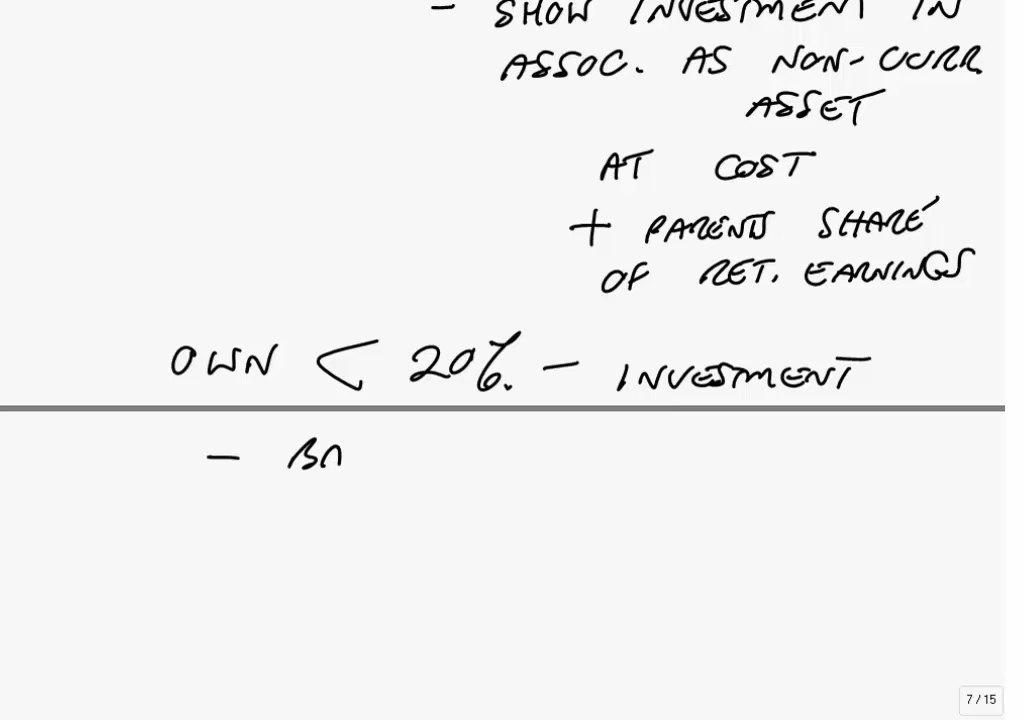 - SHOW INVESTMENT IN
ASSOC. AS NON-CURR
ASSET
AT COST
+ PARENTS SHARE
OF RET. EARNINGS
OWN < 20% - INVESTMENT
-
7/15